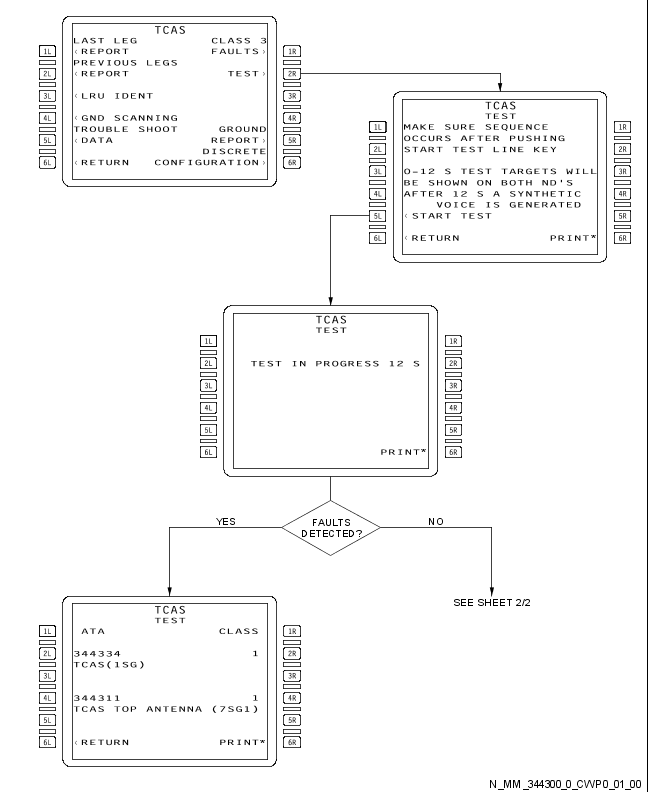 TCAS
LAST LEG CLASS 3
1L <REPORT FAULTS> 1R
PREVIOUS LEGS
2L <REPORT TEST> 2R
3L <LRU IDENT 3R
4L <GND SCANNING 4R
TROUBLE SHOOT GROUND
5L <DATA REPORT> 5R
DISCRETE
6L <RETURN CONFIGURATION> 6R
TCAS
TEST
1L MAKE SURE SEQUENCE 1R
OCCURS AFTER PUSHING
2L START TEST LINE KEY 2R
3L 0-12 S TEST TARGETS WILL 3R
BE SHOWN ON BOTH ND'S
4L AFTER 12 S A SYNTHETIC 4R
VOICE IS GENERATED
5L <START TEST 5R
6L <RETURN PRINT* 6R
TCAS
TEST
1L 1R
2L TEST IN PROGRESS 12 S 2R
3L 3R
4L 4R
5L 5R
6L PRINT* 6R
YES FAULTS NO
DETECTED?
SEE SHEET 2/2
TCAS
TEST
1L ATA CLASS 1R
2L 344334 1 2R
TCAS(1SG)
3L 3R
4L 344311 1 4R
TCAS TOP ANTENNA (7SG1)
5L 5R
6L <RETURN PRINT* 6R
N_MM_344300_0_CWP0_01_00